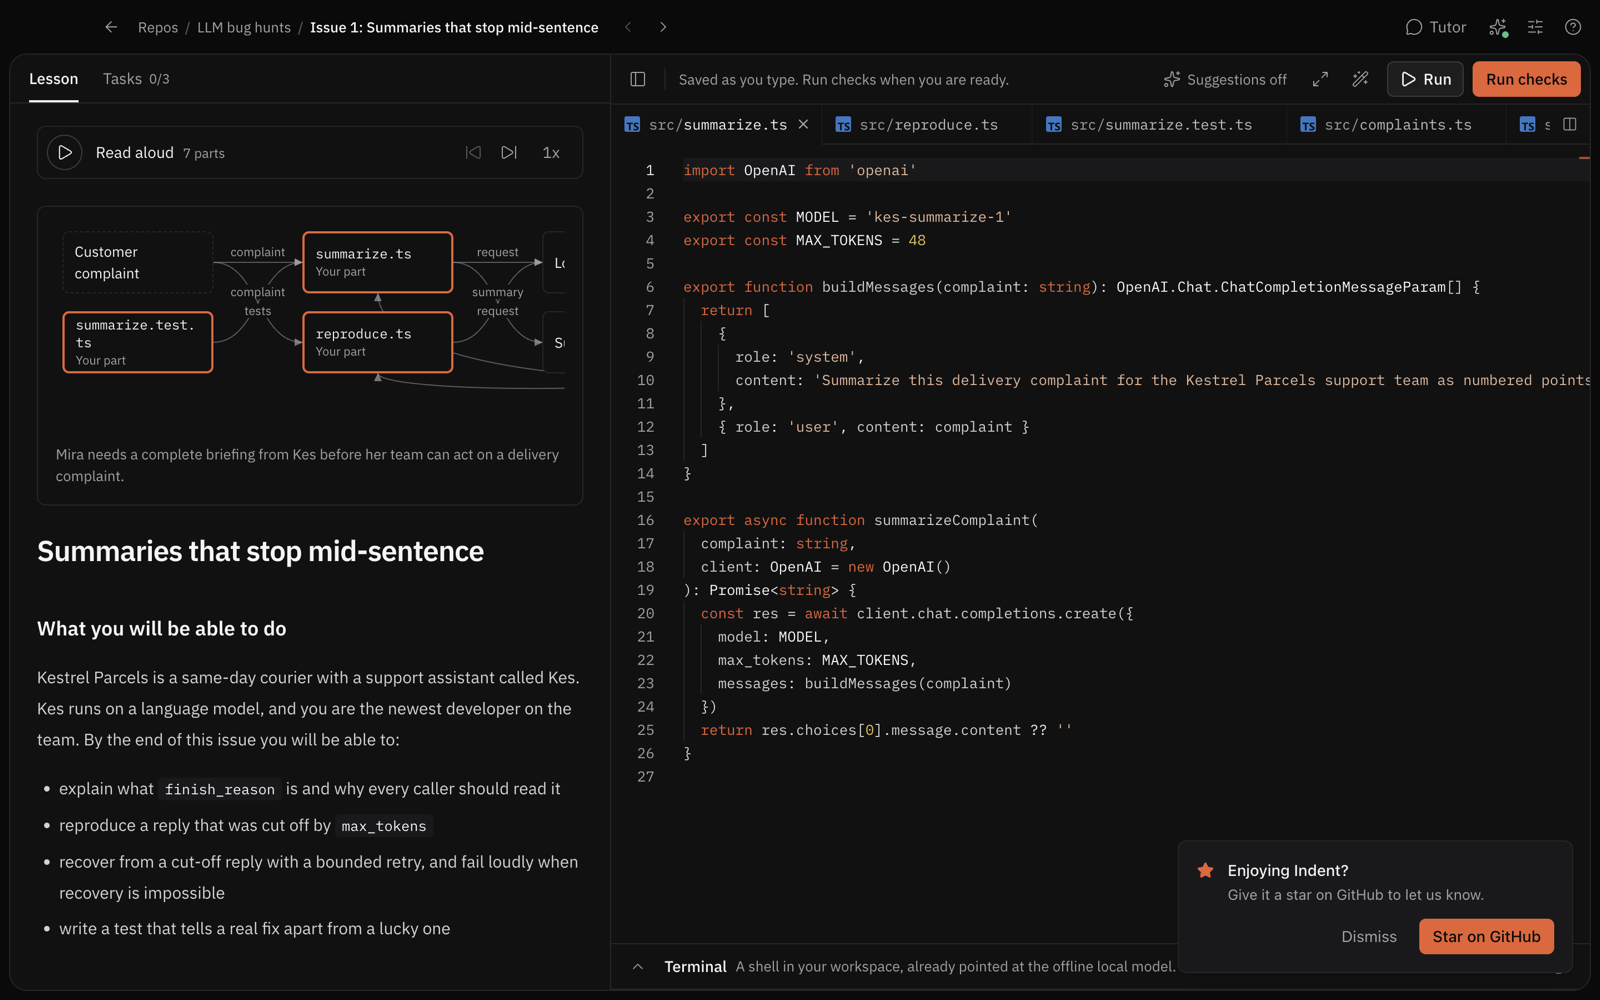 Repos / LLM bug hunts / Issue 1: Summaries that stop mid-sentence
Tutor
Lesson
Tasks 0/3
Read aloud 7 parts
1x
Customer
complaint
complaint
summarize.ts
Your part
request
complaint
tests
summary
request
summarize.test.
ts
Your part
reproduce.ts
Your part
Mira needs a complete briefing from Kes before her team can act on a delivery
complaint.
Summaries that stop mid-sentence
What you will be able to do
Kestrel Parcels is a same-day courier with a support assistant called Kes.
Kes runs on a language model, and you are the newest developer on the
team. By the end of this issue you will be able to:
• explain what finish_reason is and why every caller should read it
• reproduce a reply that was cut off by max_tokens
• recover from a cut-off reply with a bounded retry, and fail loudly when
recovery is impossible
• write a test that tells a real fix apart from a lucky one
Saved as you type. Run checks when you are ready.
Suggestions off
Run
Run checks
TS src/summarize.ts
TS src/reproduce.ts
TS src/summarize.test.ts
TS src/complaints.ts
TS s
1 import OpenAI from 'openai'
2
3 export const MODEL = 'kes-summarize-1'
4 export const MAX_TOKENS = 48
5
6 export function buildMessages(complaint: string): OpenAI.Chat.ChatCompletionMessageParam[] {
7   return [
8     {
9       role: 'system',
10       content: 'Summarize this delivery complaint for the Kestrel Parcels support team as numbered points
11     },
12     { role: 'user', content: complaint }
13   ]
14 }
15
16 export async function summarizeComplaint(
17   complaint: string,
18   client: OpenAI = new OpenAI()
19 ): Promise<string> {
20   const res = await client.chat.completions.create({
21     model: MODEL,
22     max_tokens: MAX_TOKENS,
23     messages: buildMessages(complaint)
24   })
25   return res.choices[0].message.content ?? ''
26 }
27
Enjoying Indent?
Give it a star on GitHub to let us know.
Dismiss
Star on GitHub
Terminal A shell in your workspace, already pointed at the offline local model.